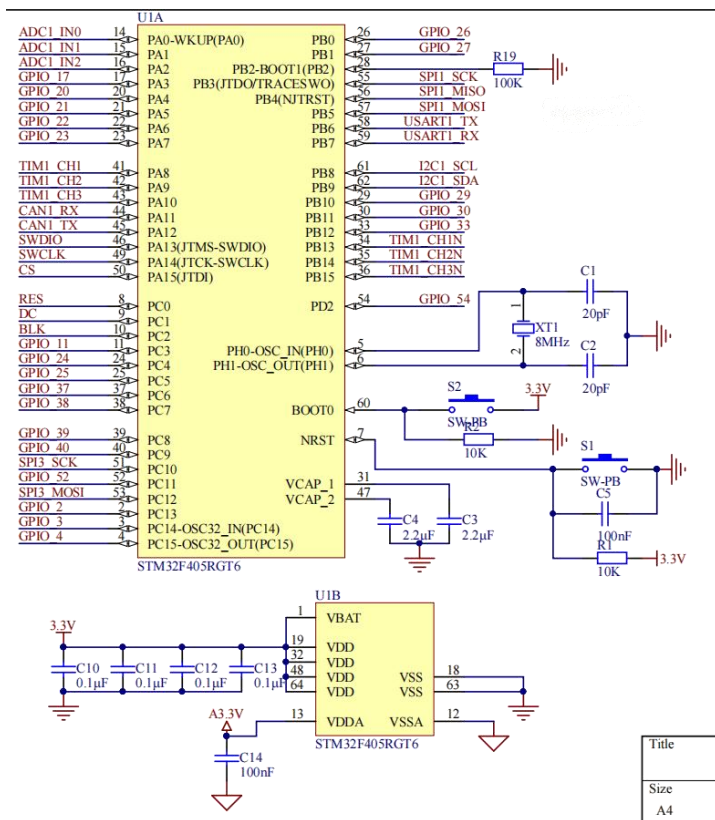 U1A
ADC1_IN0 14 PA0-WKUP(PA0) PB0 26 GPIO_26
ADC1_IN1 15 PA1 PB1 27 GPIO_27
ADC1_IN2 16 PA2 PB2-BOOT1(PB2) 28 R19 100K
GPIO_17 17 PA3 PB3(JTDO/TRACESWO) 55 SPI1_SCK
GPIO_20 20 PA4 PB4(NJTRST) 56 SPI1_MISO
GPIO_21 21 PA5 PB5 57 SPI1_MOSI
GPIO_22 22 PA6 PB6 58 USART1_TX
GPIO_23 23 PA7 PB7 59 USART1_RX
TIM1_CH1 41 PA8 PB8 61 I2C1_SCL
TIM1_CH2 42 PA9 PB9 62 I2C1_SDA
TIM1_CH3 43 PA10 PB10 29 GPIO_29
CAN1_RX 44 PA11 PB11 30 GPIO_30
CAN1_TX 45 PA12 PB12 33 GPIO_33
SWDIO 46 PA13(JTMS-SWDIO) PB13 34 TIM1_CH1N
SWCLK 49 PA14(JTCK-SWCLK) PB14 35 TIM1_CH2N
CS 50 PA15(JTDI) PB15 36 TIM1_CH3N
RES 8 PC0 PD2 54 GPIO_54
DC 9 PC1
BLK 10 PC2
GPIO_11 11 PC3 PH0-OSC_IN(PH0) 5
GPIO_24 24 PC4 PH1-OSC_OUT(PH1) 6
GPIO_25 25 PC5
GPIO_37 37 PC6
GPIO_38 38 PC7 BOOT0 60
GPIO_39 39 PC8 NRST 7
GPIO_40 40 PC9
SPI3_SCK 51 PC10
GPIO_52 52 PC11 VCAP_1 31
SPI3_MOSI 53 PC12 VCAP_2 47
GPIO_2 2 PC13
GPIO_3 3 PC14-OSC32_IN(PC14)
GPIO_4 4 PC15-OSC32_OUT(PC15)
STM32F405RGT6
C1
20pF
1
XT1
8MHz
2
C2
20pF
S2
3.3V
SW-PB
R2
10K
S1
SW-PB
C5
100nF
R1
10K
3.3V
C4
2.2μF
C3
2.2μF
U1B
1 VBAT
3.3V
19 VDD
32 VDD
48 VDD VSS 18
64 VDD VSS 63
13 VDDA VSSA 12
STM32F405RGT6
C10
0.1μF
C11
0.1μF
C12
0.1μF
C13
0.1μF
A3.3V
C14
100nF
Title
Size
A4